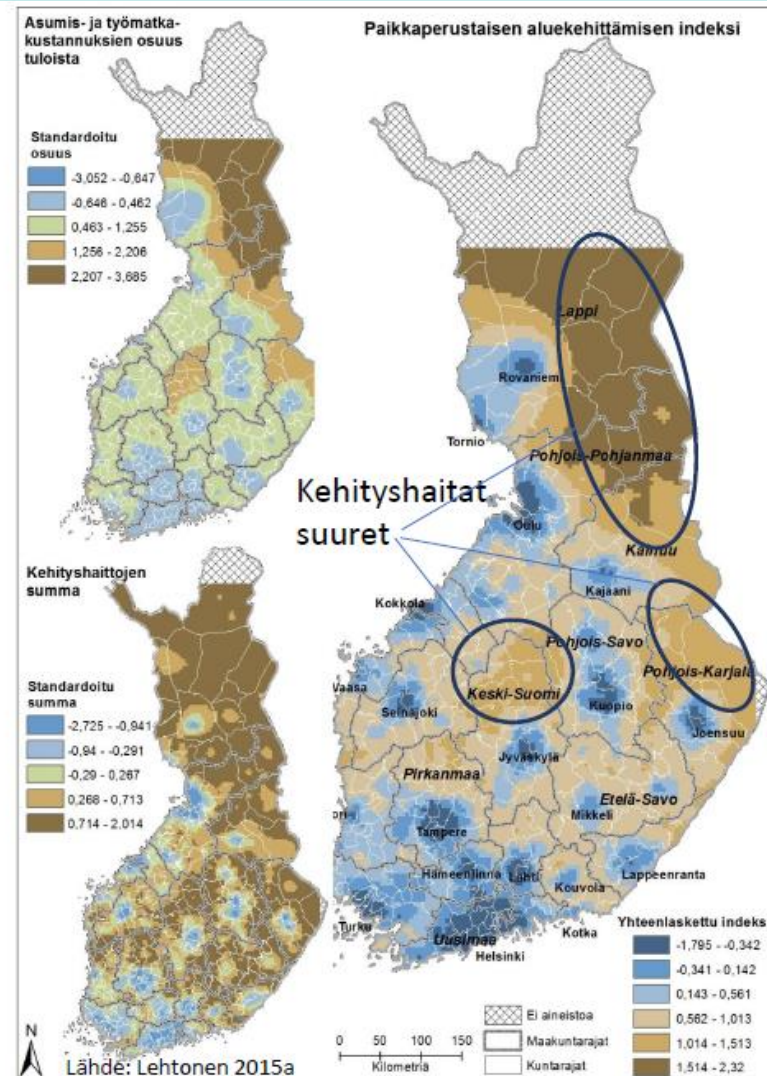 Asumis- ja työmatka-
kustannuksien osuus
tuloista
Standardoitu
osuus
-3,052 - -0,647
-0,646 - 0,462
0,463 - 1,255
1,256 - 2,206
2,207 - 3,685
Kehityshaittojen
summa
Standardoitu
summa
-2,725 - -0,941
-0,94 - -0,291
-0,29 - 0,267
0,268 - 0,713
0,714 - 2,014
N
Lähde: Lehtonen 2015a
Paikkaperustaisen aluekehittämisen indeksi
Lappi
Rovaniemi
Tornio
Pohjois-Pohjanmaa
Kehityshaitat
suuret
Oulu
Kainuu
Kajaani
Kokkola
Pohjois-Savo
Pohjois-Karjala
Vaasa
Keski-Suomi
Seinäjoki
Kuopio
Joensuu
Jyväskylä
Pirkanmaa
Etelä-Savo
Mikkeli
ori
Tampere
Hämeenlinna
Lahti
Lappeenranta
Kouvola
Turku
Uusimaa
Kotka
Helsinki
Yhteenlaskettu indeksi
-1,795 - -0,342
-0,341 - 0,142
0,143 - 0,561
0,562 - 1,013
1,014 - 1,513
1,514 - 2,32
Ei aineistoa
Maakuntarajat
Kuntarajat
0 50 100 150
Kilometriä